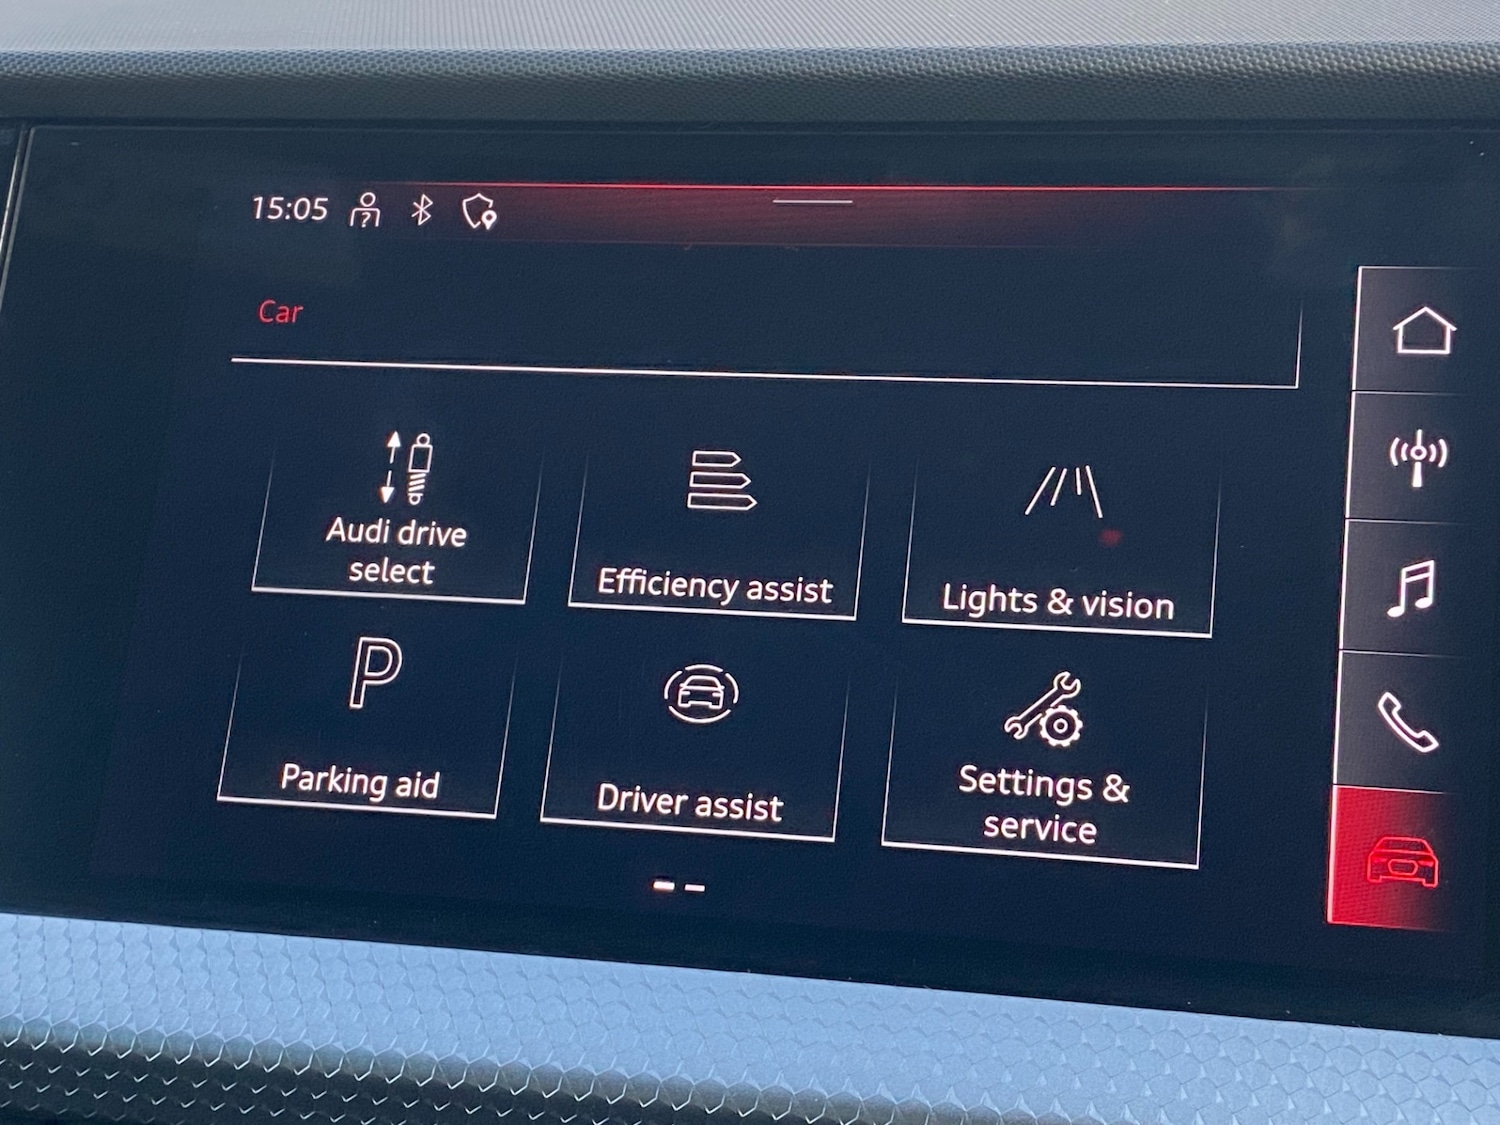 15:05
Car
Audi drive
select
Efficiency assist
Lights & vision
P
Parking aid
Driver assist
Settings &
service